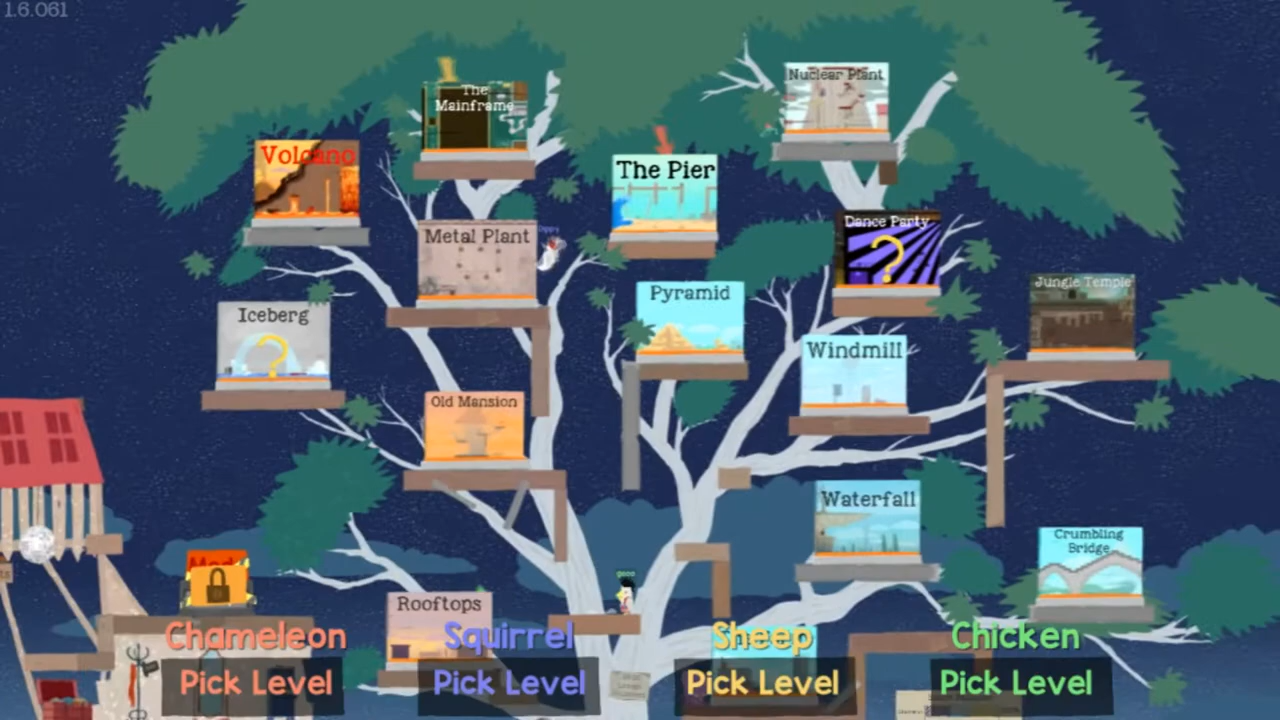 1.6.061
The
Mainframe
Nuclear Plant
Volcano
The Pier
Metal Plant
Dance Party
Iceberg
Pyramid
Jungle Temple
Windmill
Old Mansion
Waterfall
Crumbling
Bridge
Rooftops
Chameleon
Squirrel
Sheep
Chicken
Pick Level
Pick Level
Pick Level
Pick Level